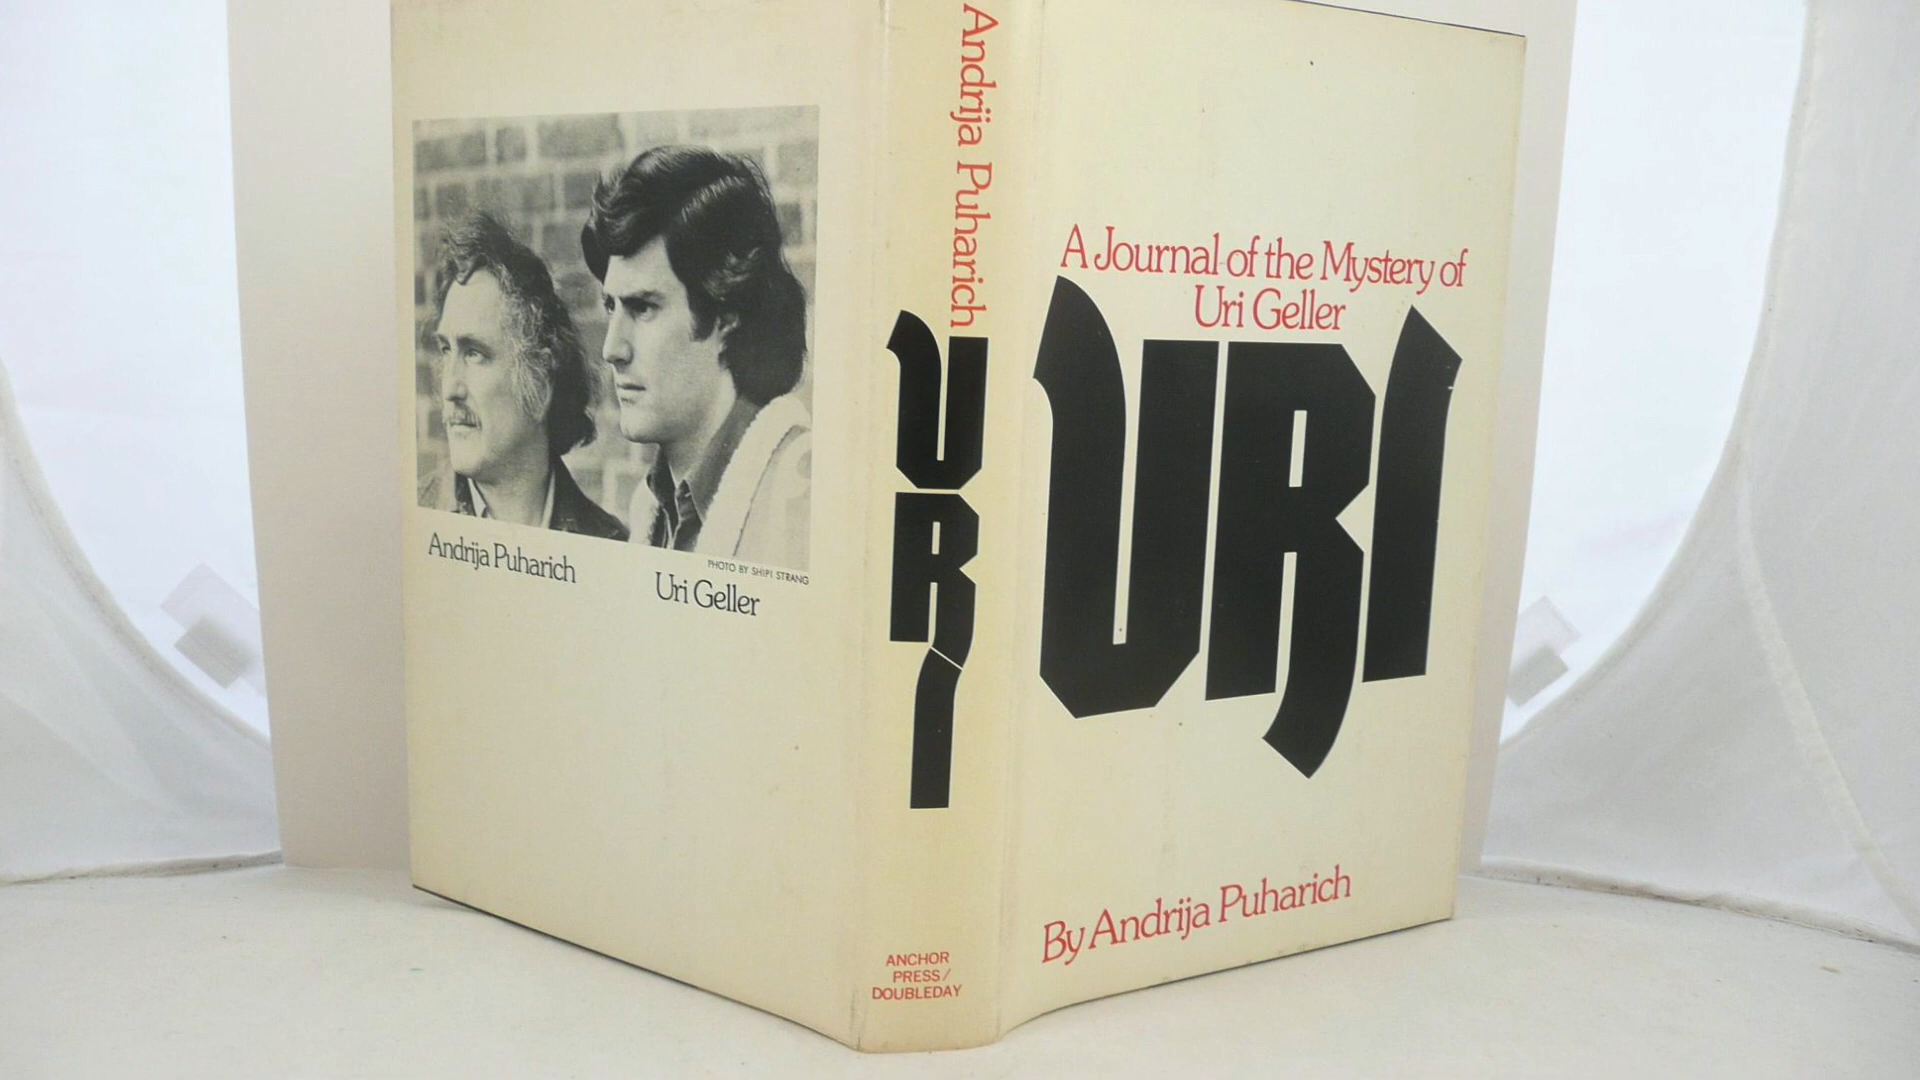 Andrija Puharich
PHOTO BY SHIPI STRANG
Uri Geller
Andrija Puharich
URI
ANCHOR
PRESS/
DOUBLEDAY
A Journal of the Mystery of
Uri Geller
URI
By Andrija Puharich